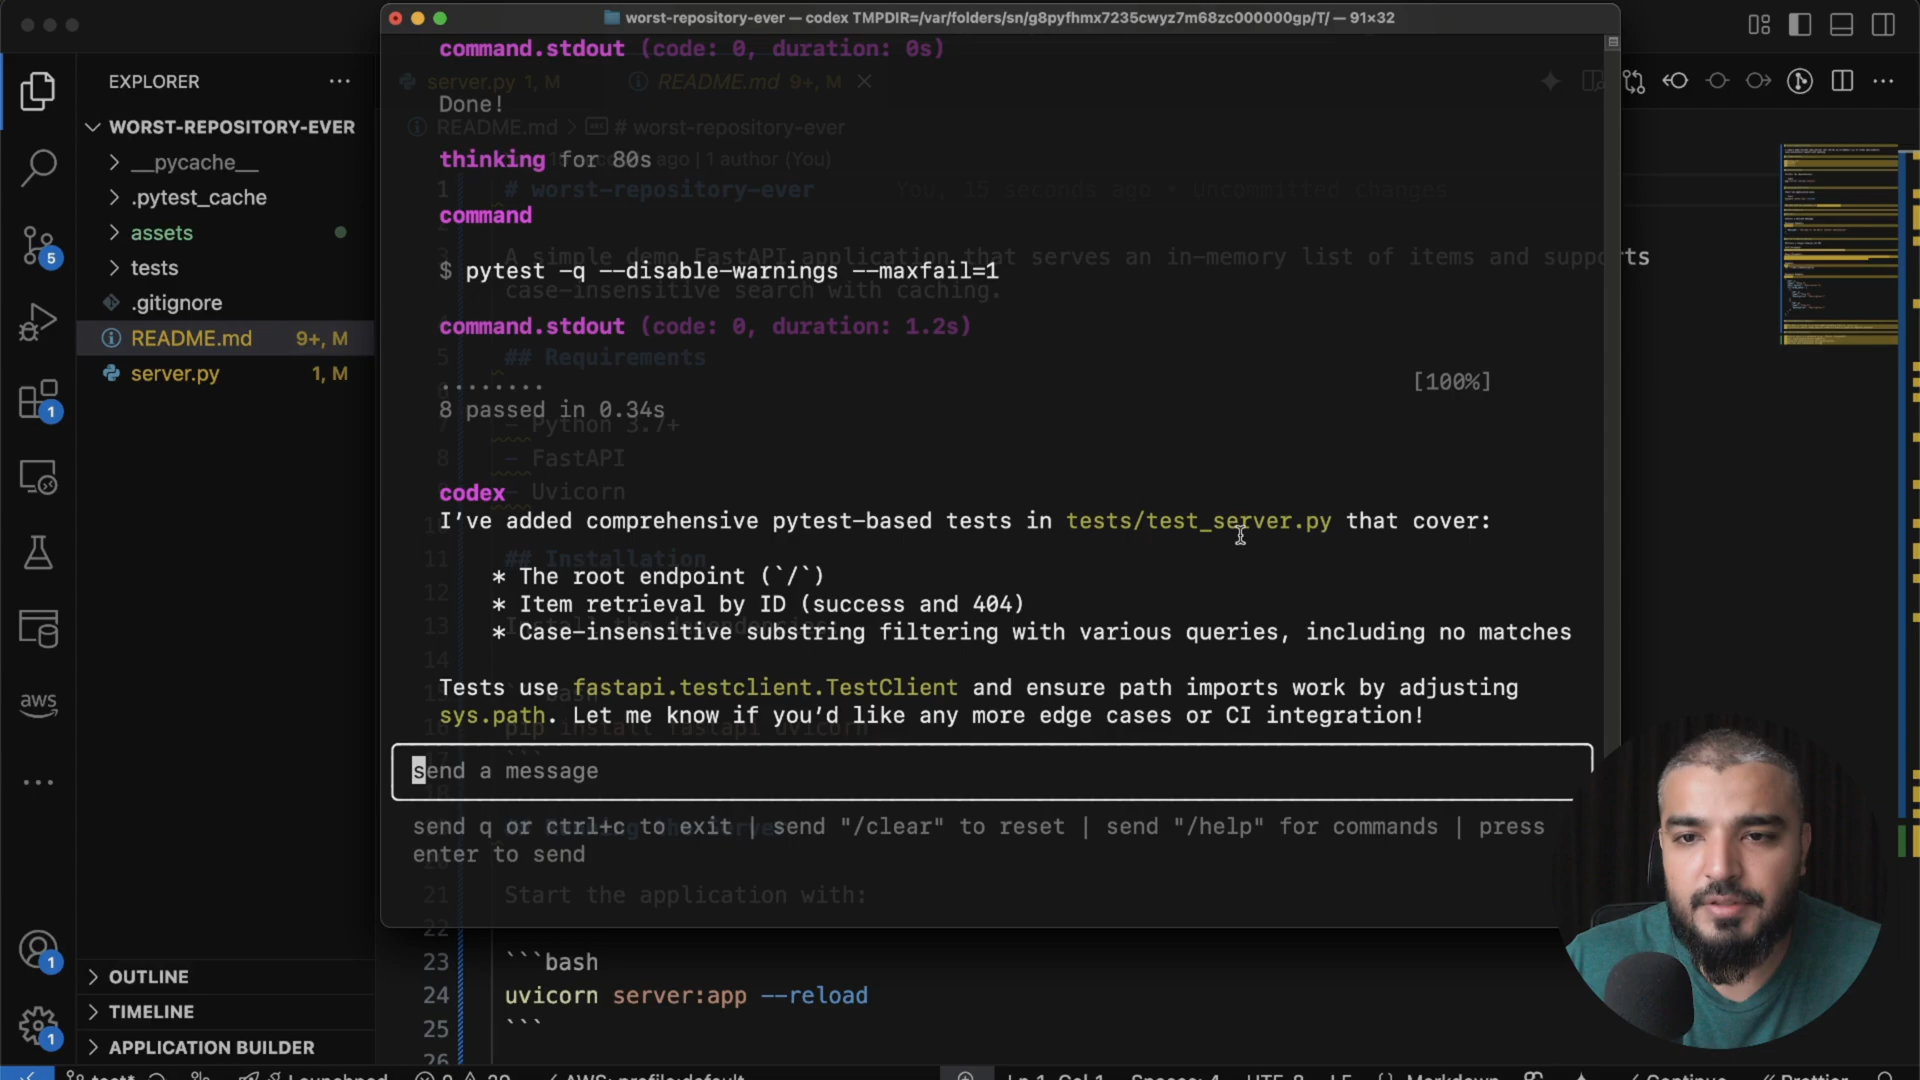 worst-repository-ever — codex TMPDIR=/var/folders/sn/g8pyfhmx7235cwyz7m68zc000000gp/T/ — 91×32
EXPLORER
WORST-REPOSITORY-EVER
__pycache__
.pytest_cache
assets
tests
.gitignore
README.md 9+, M
server.py 1, M
5
1
aws
1
1
OUTLINE
TIMELINE
APPLICATION BUILDER
command.stdout (code: 0, duration: 0s)
server.py 1, M
README.md 9+, M
Done!
README.md > # worst-repository-ever
thinking for 80s
ago | 1 author (You)
1 # worst-repository-ever You, 15 seconds ago • uncommitted changes
command
3 A simple demo FastAPI application that serves an in-memory list of items and supports
$ pytest -q --disable-warnings --maxfail=1
case-insensitive search with caching.
command.stdout (code: 0, duration: 1.2s)
5 ## Requirements
........ [100%]
8 passed in 0.34s
7 - Python 3.7+
8 - FastAPI
codex
- Uvicorn
I’ve added comprehensive pytest-based tests in tests/test_server.py that cover:
11 ## Installation
* The root endpoint (`/`)
12
* Item retrieval by ID (success and 404)
13 Install the dependencies:
* Case-insensitive substring filtering with various queries, including no matches
14
Tests use fastapi.testclient.TestClient and ensure path imports work by adjusting
sys.path. Let me know if you’d like any more edge cases or CI integration!
pip install fastapi uvicorn
17 ```
send a message
send q or ctrl+c to exit | send "/clear" to reset | send "/help" for commands | press
enter to send
21 Start the application with:
22
23 ```bash
24 uvicorn server:app --reload
25 ```
26